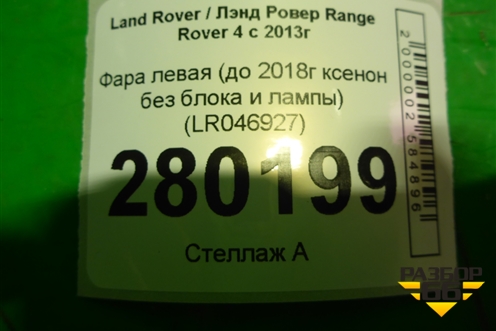 Land Rover / Лэнд Ровер Range
Rover 4 с 2013г
Фара левая (до 2018г ксенон
без блока и лампы)
(LR046927)
280199
Стеллаж А
2000002584896
РАЗБОР
66